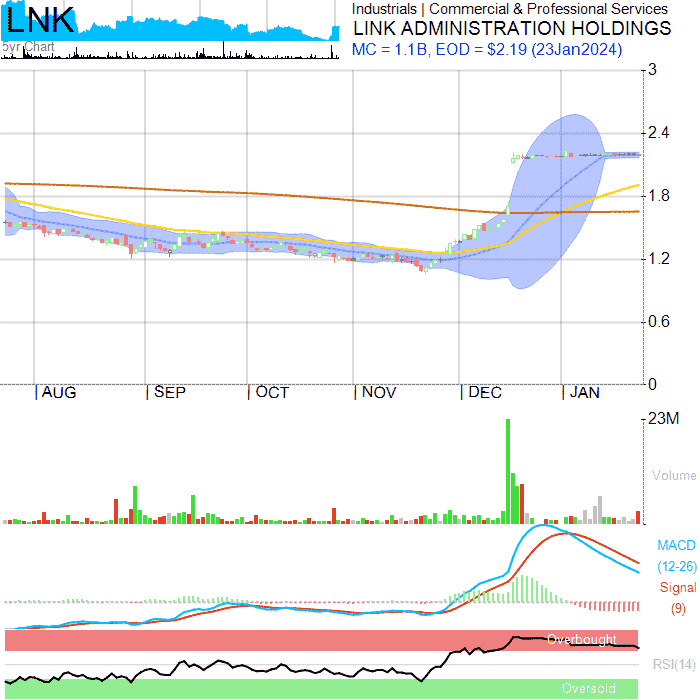 LNK
Industrials | Commercial & Professional Services
LINK ADMINISTRATION HOLDINGS
5yr Chart
MC = 1.1B, EOD = $2.19 (23Jan2024)
3
2.4
1.8
1.2
0.6
0
AUG SEP OCT NOV DEC JAN
23M
Volume
MACD
(12-26)
Signal
(9)
Overbought
RSI(14)
Oversold